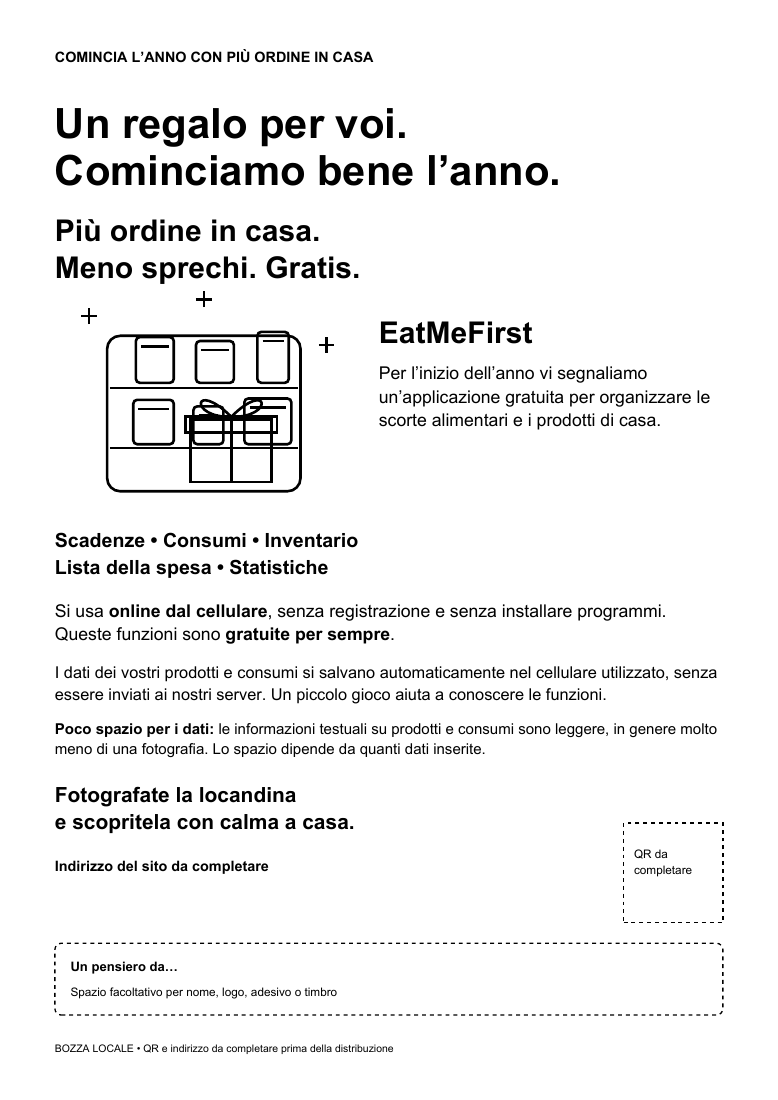 COMINCIA L’ANNO CON PIÙ ORDINE IN CASA
Un regalo per voi.
Cominciamo bene l’anno.
Più ordine in casa.
Meno sprechi. Gratis.
EatMeFirst
Per l’inizio dell’anno vi segnaliamo
un’applicazione gratuita per organizzare le
scorte alimentari e i prodotti di casa.
Scadenze • Consumi • Inventario
Lista della spesa • Statistiche
Si usa online dal cellulare, senza registrazione e senza installare programmi.
Queste funzioni sono gratuite per sempre.
I dati dei vostri prodotti e consumi si salvano automaticamente nel cellulare utilizzato, senza
essere inviati ai nostri server. Un piccolo gioco aiuta a conoscere le funzioni.
Poco spazio per i dati: le informazioni testuali su prodotti e consumi sono leggere, in genere molto
meno di una fotografia. Lo spazio dipende da quanti dati inserite.
Fotografate la locandina
e scopritela con calma a casa.
Indirizzo del sito da completare
QR da
completare
Un pensiero da…
Spazio facoltativo per nome, logo, adesivo o timbro
BOZZA LOCALE • QR e indirizzo da completare prima della distribuzione